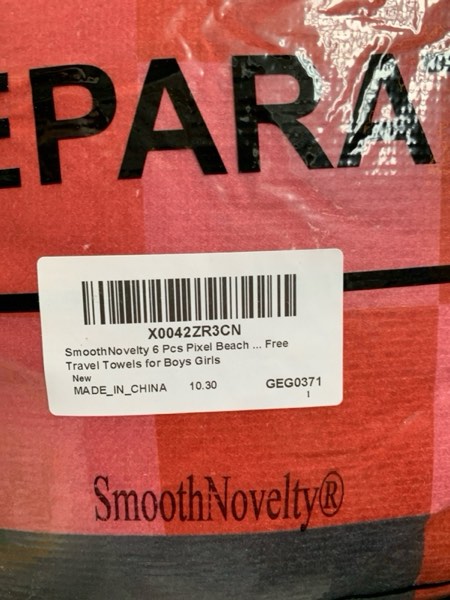 EPARA
X0042ZR3CN
SmoothNovelty 6 Pcs Pixel Beach ... Free
Travel Towels for Boys Girls
New
MADE_IN_CHINA 10.30 GEG0371
1
SmoothNovelty®